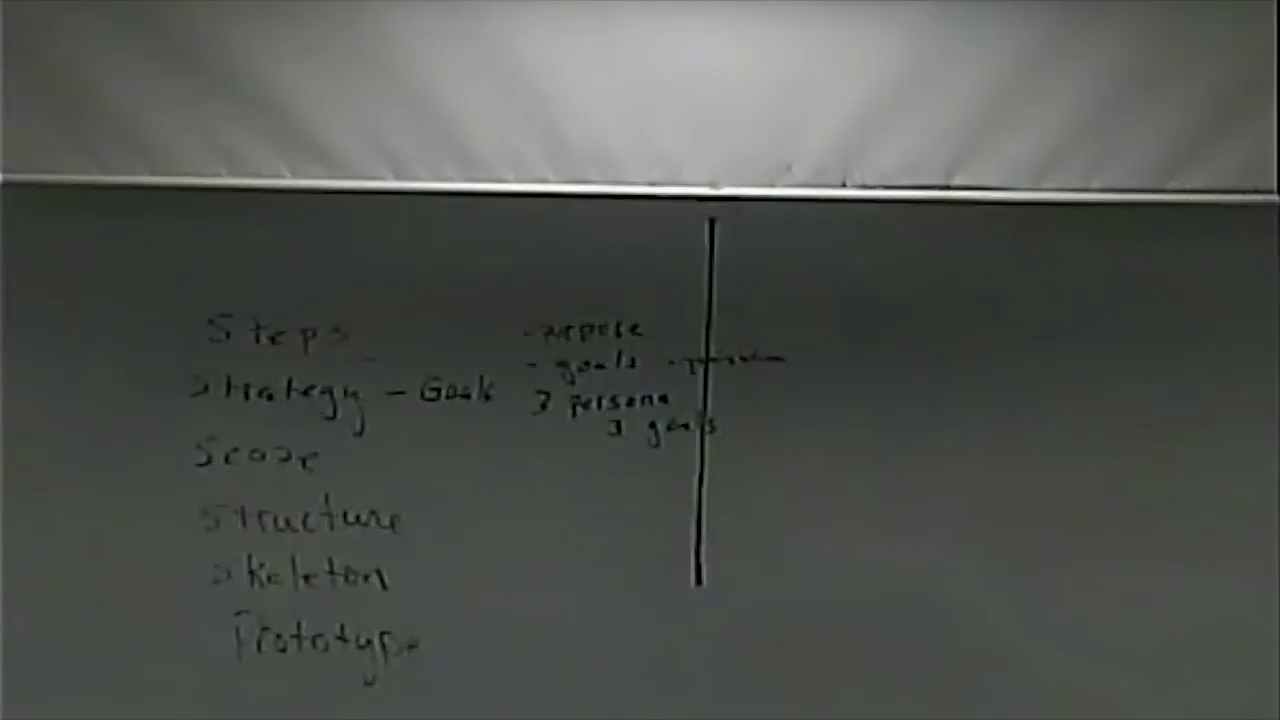 Steps
Strategy - Goals
Scope
Structure
Skeleton
Prototype
- purpose
- goals -
3 persona
3 goals